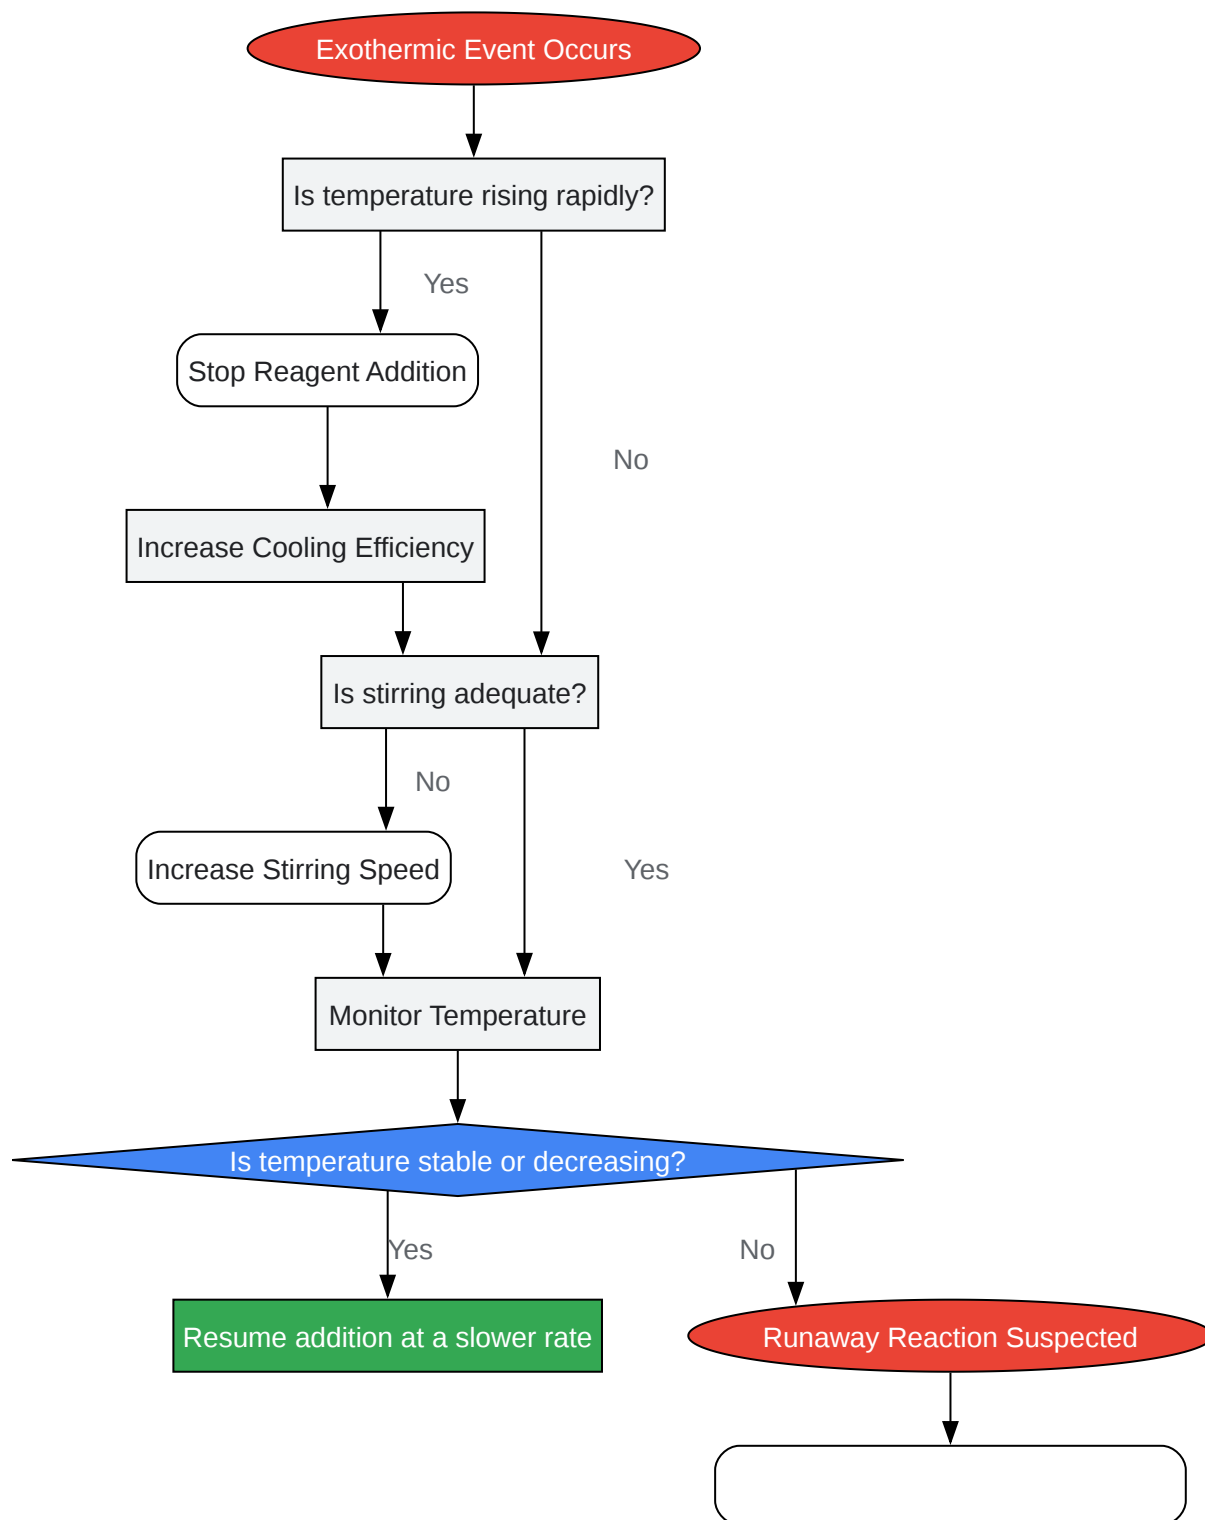 Exothermic Event Occurs
Is temperature rising rapidly?
Yes
Stop Reagent Addition
No
Increase Cooling Efficiency
Is stirring adequate?
No
Increase Stirring Speed
Yes
Monitor Temperature
Is temperature stable or decreasing?
Yes
No
Resume addition at a slower rate
Runaway Reaction Suspected